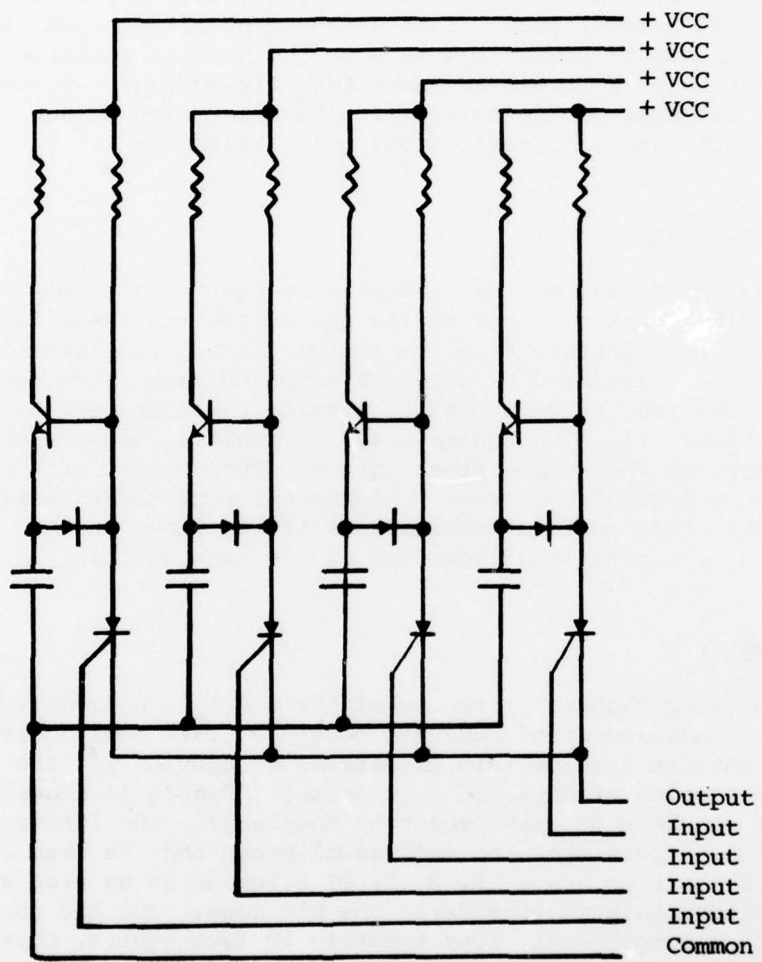 + VCC
+ VCC
+ VCC
+ VCC
Output
Input
Input
Input
Input
Common